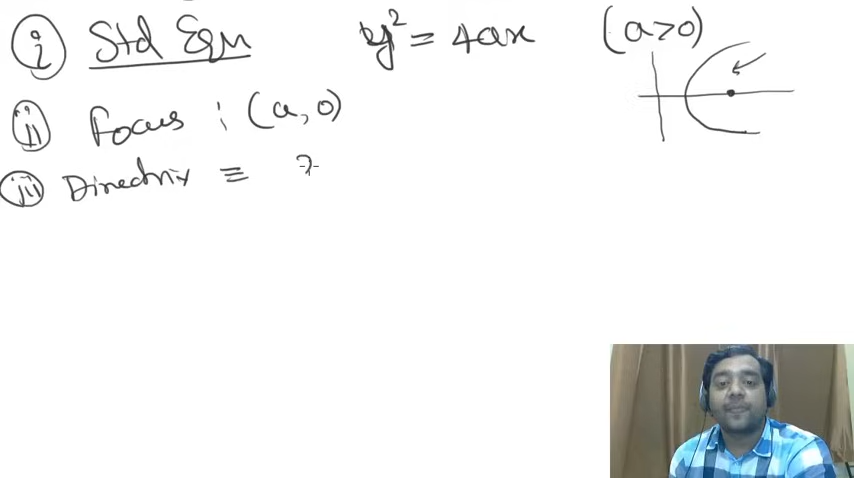 (i) Std Eqn y² = 4ax (a>0)
(ii) Focus : (a, 0)
(iii) Directrix ≡